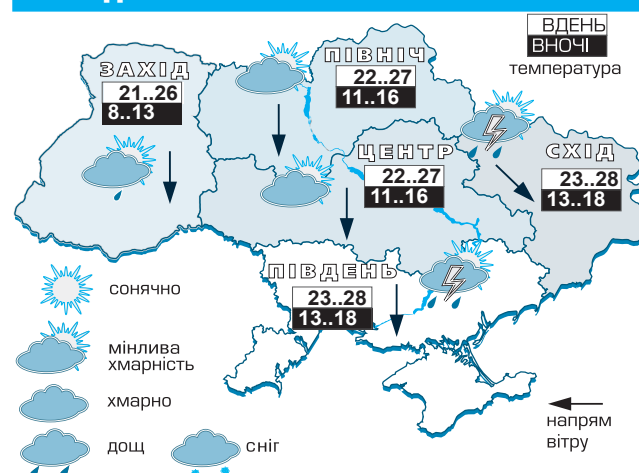 ВДЕНЬ
ВНОЧІ
температура
ЗАХІД
21..26
8..13
ПІВНІЧ
22..27
11..16
ЦЕНТР
22..27
11..16
СХІД
23..28
13..18
ПІВДЕНЬ
23..28
13..18
сонячно
мінлива
хмарність
хмарно
дощ
сніг
напрям
вітру